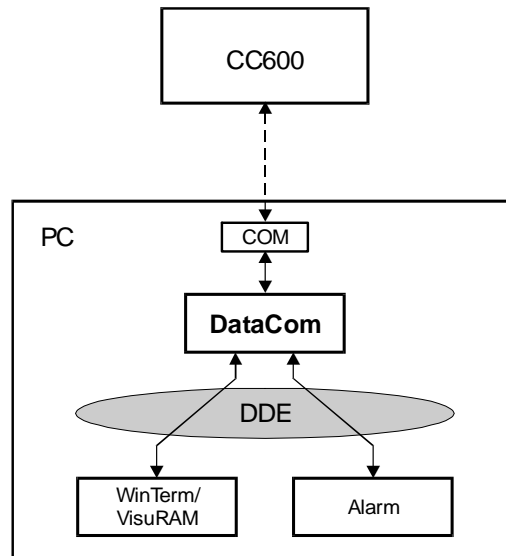 CC600
PC
COM
DataCom
DDE
WinTerm/
VisuRAM
Alarm